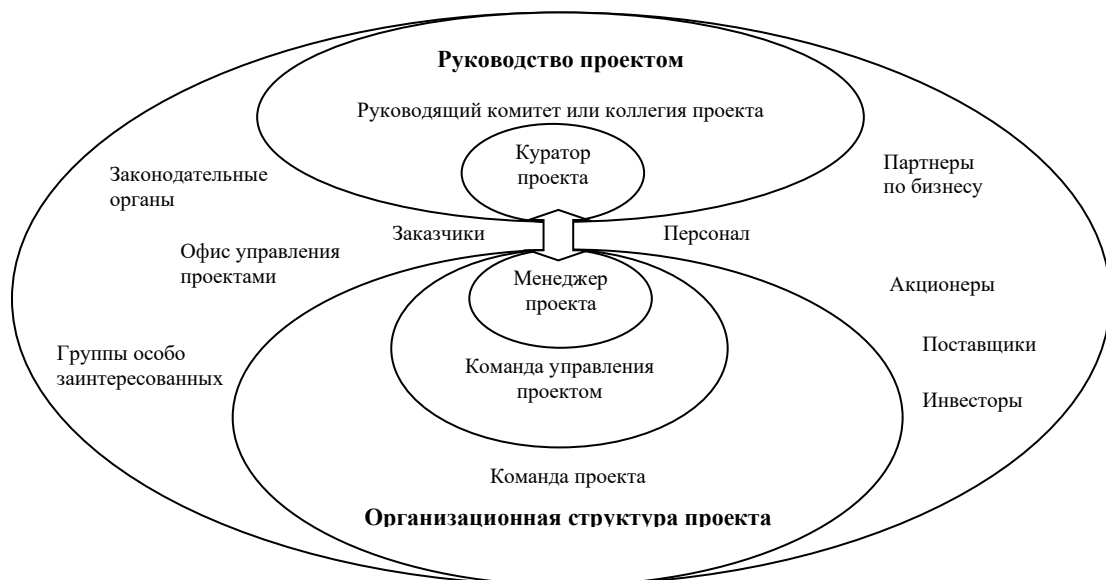 Руководство проектом
Руководящий комитет или коллегия проекта
Куратор
проекта
Законодательные
органы
Партнеры
по бизнесу
Заказчики
Персонал
Офис управления
проектами
Менеджер
проекта
Акционеры
Группы особо
заинтересованных
Поставщики
Команда управления
проектом
Инвесторы
Команда проекта
Организационная структура проекта